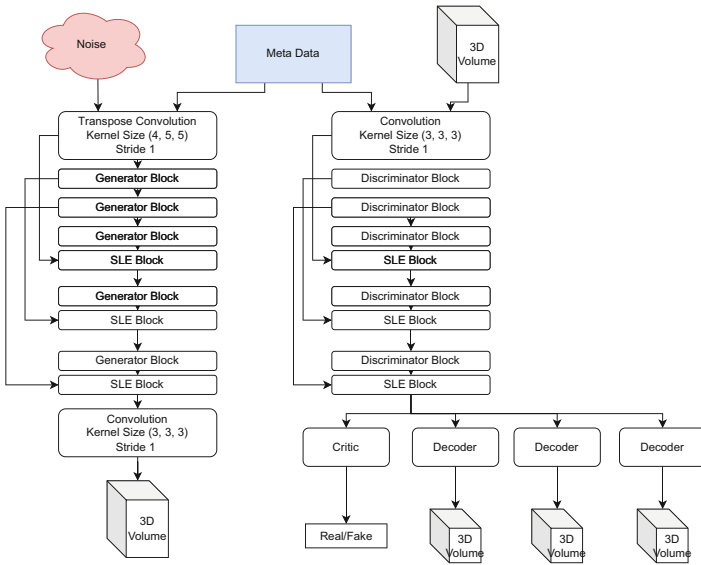 Noise
Meta Data
3D
Volume
Transpose Convolution
Kernel Size (4, 5, 5)
Stride 1
Generator Block
Generator Block
Generator Block
SLE Block
Generator Block
SLE Block
Generator Block
SLE Block
Convolution
Kernel Size (3, 3, 3)
Stride 1
3D
Volume
Convolution
Kernel Size (3, 3, 3)
Stride 1
Discriminator Block
Discriminator Block
Discriminator Block
SLE Block
Discriminator Block
SLE Block
Discriminator Block
SLE Block
Critic
Decoder
Decoder
Decoder
Real/Fake
3D
Volume
3D
Volume
3D
Volume